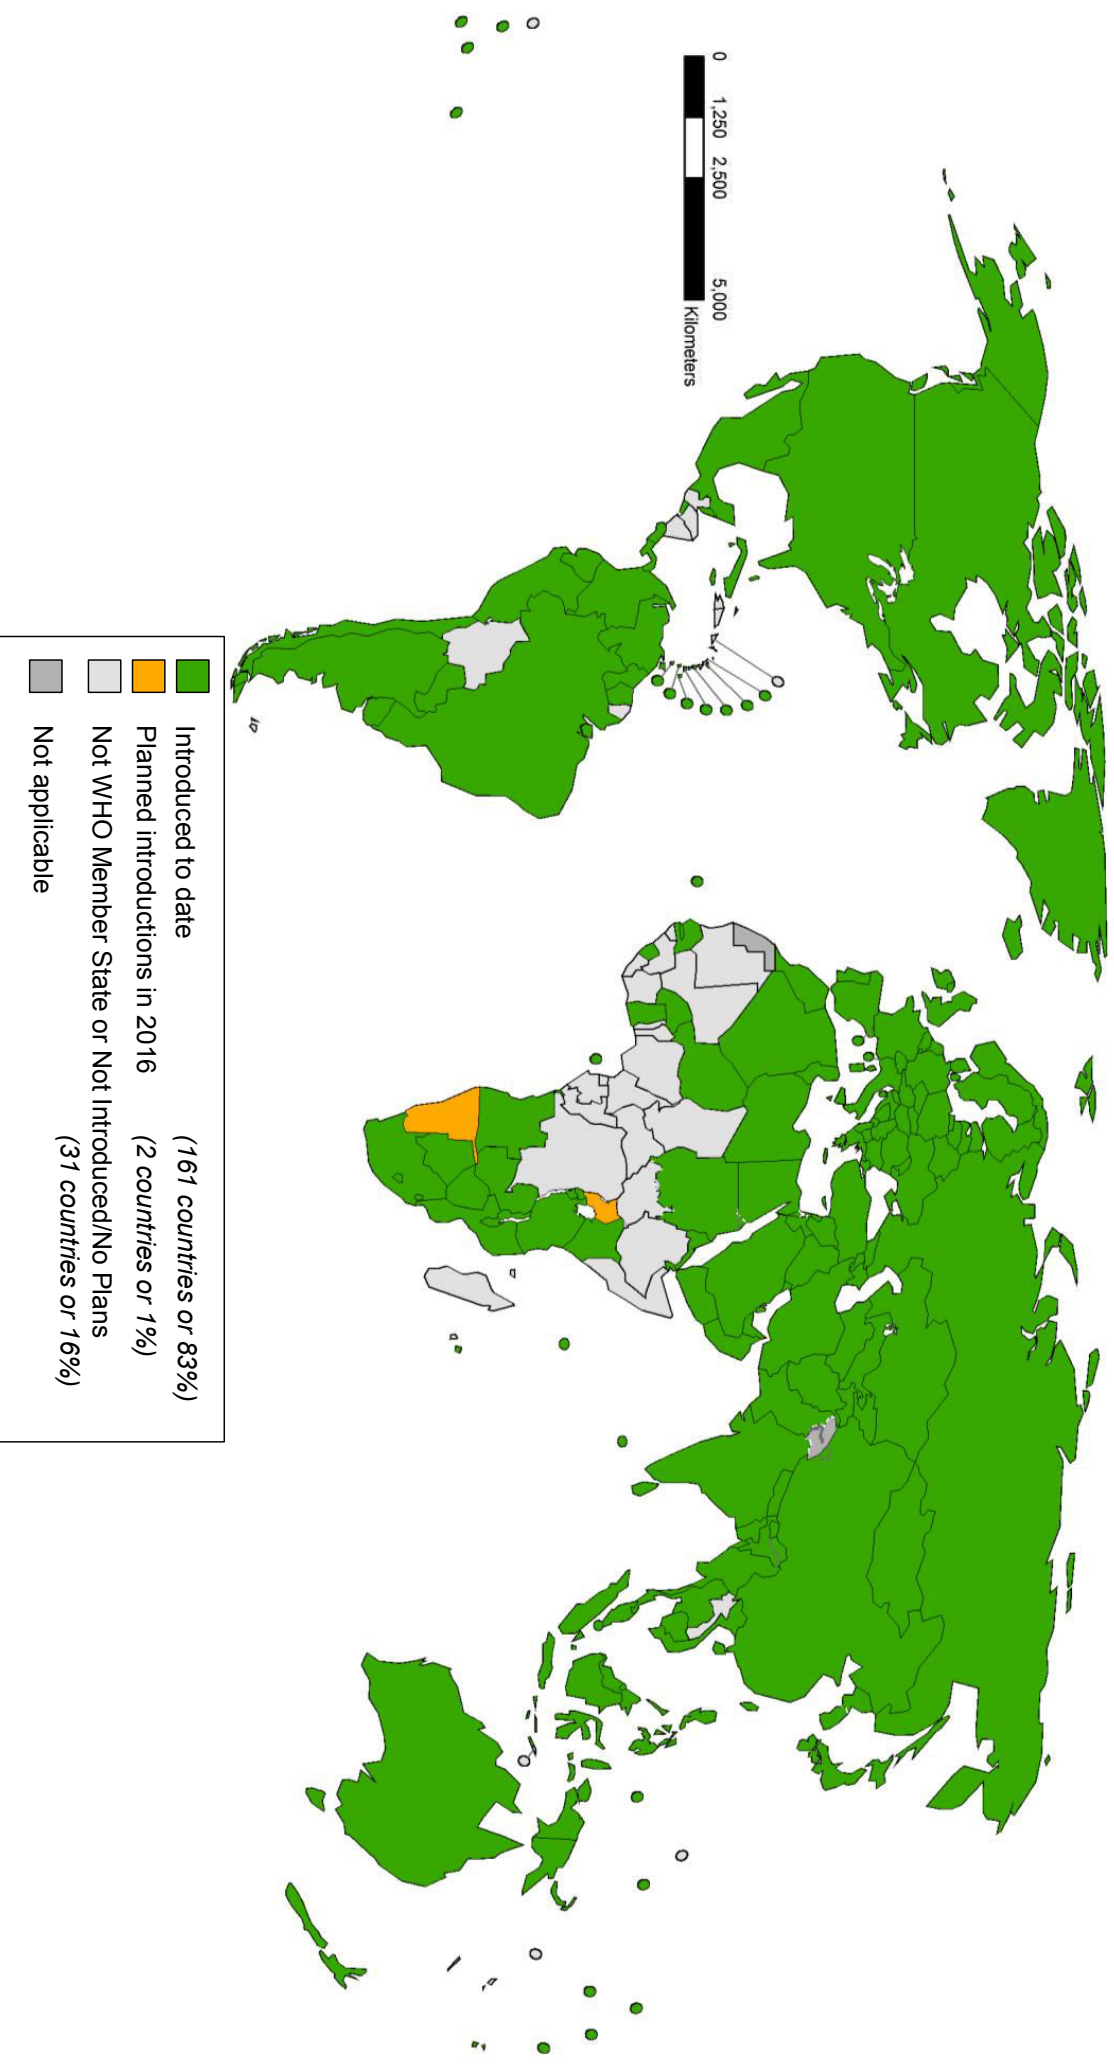 0 1,250 2,500 5,000
Kilometers
Introduced to date (161 countries or 83%)
Planned introductions in 2016 (2 countries or 1%)
Not WHO Member State or Not Introduced/No Plans
(31 countries or 16%)
Not applicable